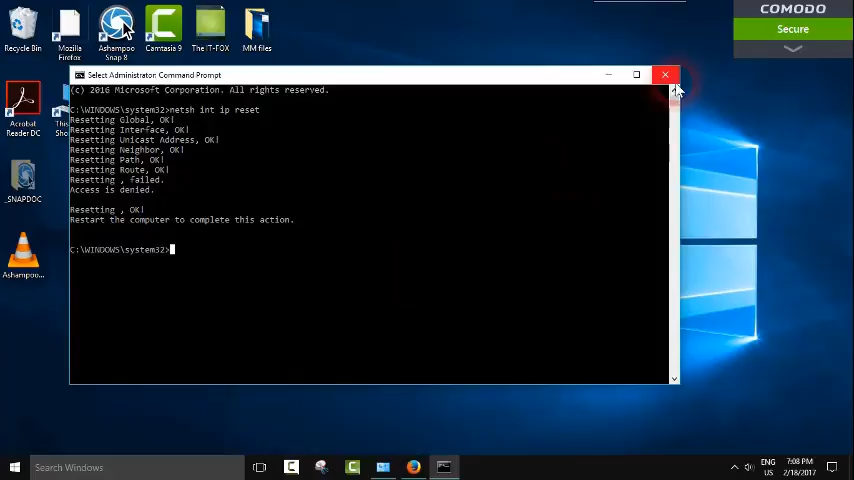 COMODO
Secure
Recycle Bin
Mozilla
Firefox
Ashampoo
Snap 8
Camtasia 9
The IT-FOX
.MM files
Select Administrator: Command Prompt
(c) 2016 Microsoft Corporation. All rights reserved.
C:\WINDOWS\system32>netsh int ip reset
Resetting Global, OK!
Resetting Interface, OK!
Resetting Unicast Address, OK!
Resetting Neighbor, OK!
Resetting Path, OK!
Resetting Route, OK!
Resetting , failed.
Access is denied.
Resetting , OK!
Restart the computer to complete this action.
C:\WINDOWS\system32>
Acrobat
Reader DC
This
Sho
_SNAPDOC
Ashampoo...
Search Windows
ENG
US
7:08 PM
2/18/2017